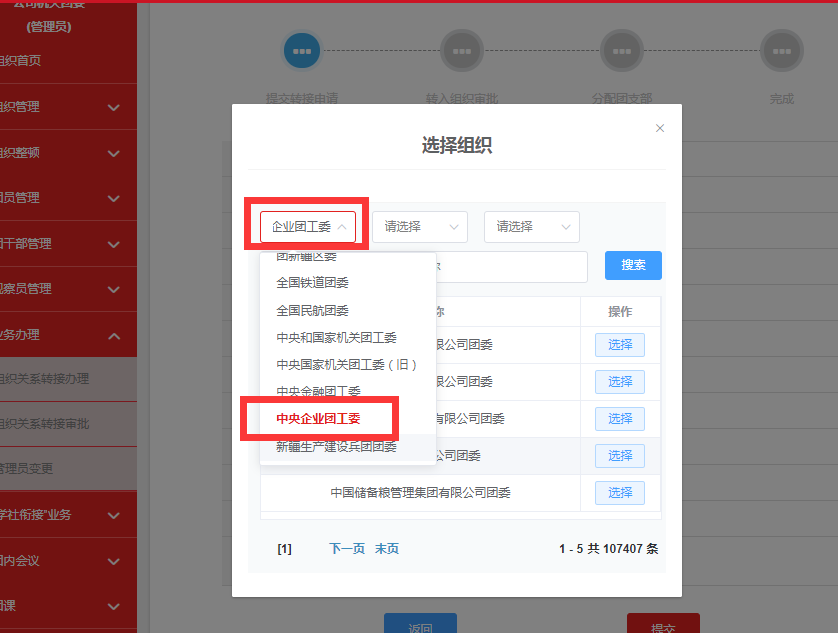 (管理员)
组织首页
组织管理
组织整顿
团员管理
团干部管理
观察员管理
业务办理
组织关系转接办理
组织关系转接审批
管理员变更
学社衔接"业务
团内会议
团课
提交转接申请
转入组织审批
分配团支部
完成
选择组织
×
企业团工委
请选择
请选择
搜索
团新疆区委
全国铁道团委
全国民航团委
中央和国家机关团工委
中央国家机关团工委（旧）
中央金融团工委
中央企业团工委
新疆生产建设兵团团委
称
操作
限公司团委
选择
限公司团委
选择
有限公司团委
选择
公司团委
选择
中国储备粮管理集团有限公司团委
选择
[1]
下一页 末页
1 - 5 共 107407 条
返回
提交